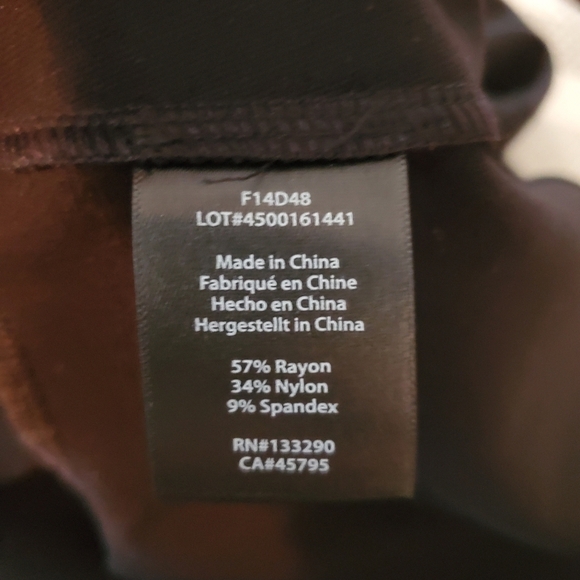 F14D48
LOT#4500161441
Made in China
Fabriqué en Chine
Hecho en China
Hergestellt in China
57% Rayon
34% Nylon
9% Spandex
RN#133290
CA#45795